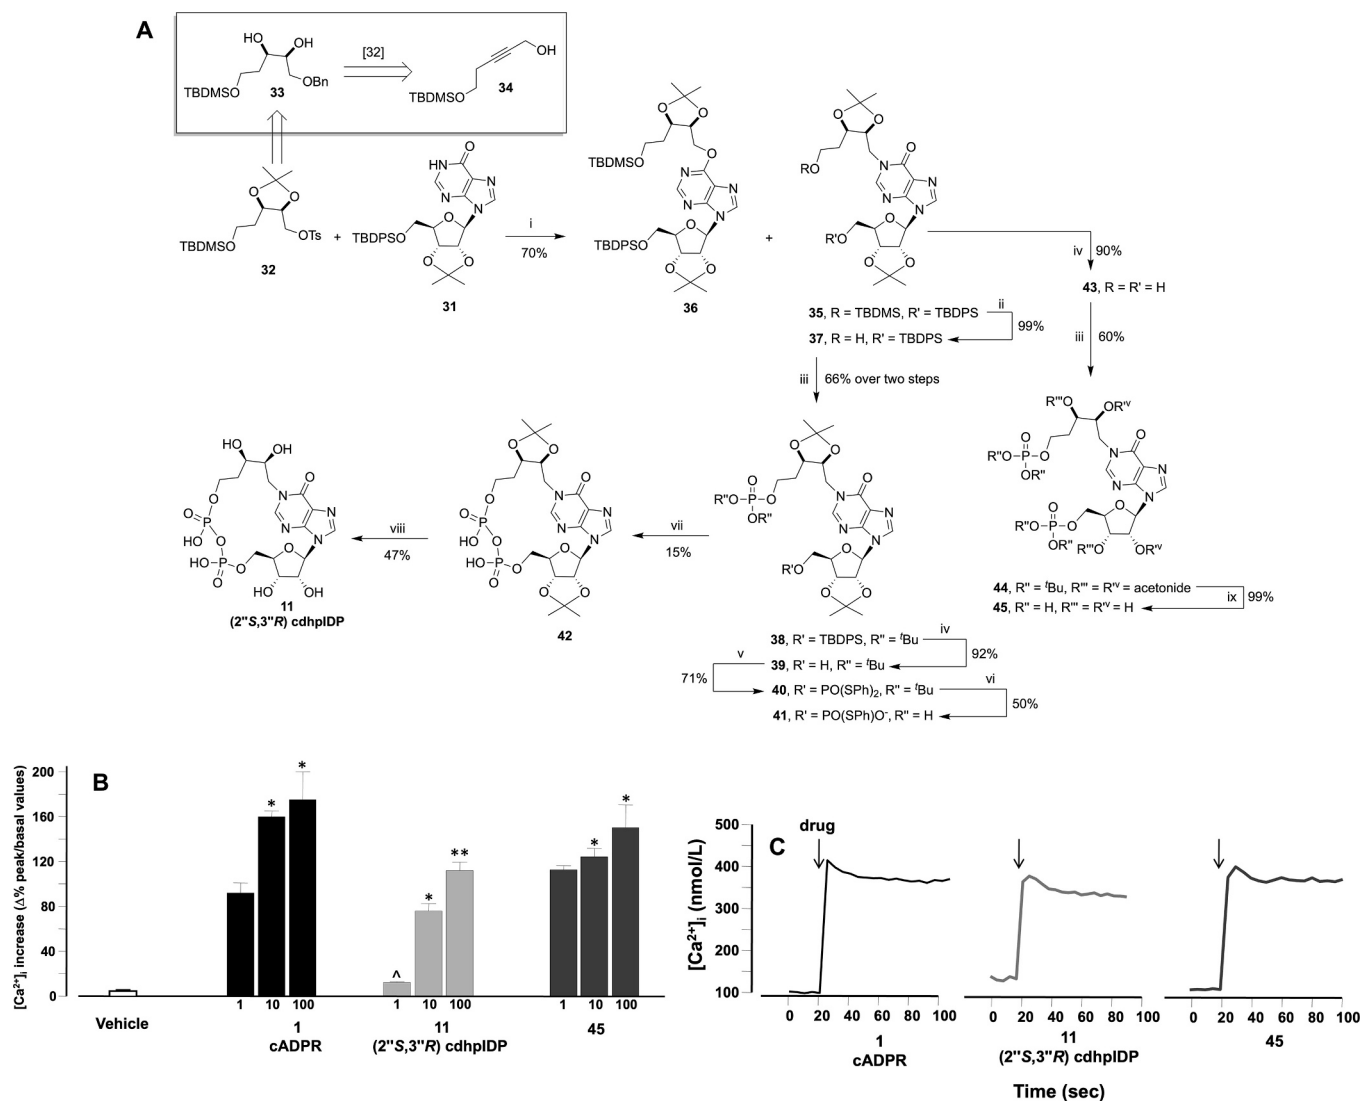 A
HO OH
TBDMSO OBn
33
[32]
OH
TBDMSO
34
O O
TBDMSO OTs
32
+
O
HN N
N N
TBDPSO O
O O
31
i
70%
O O
TBDMSO O
N N
N N
TBDPSO O
O O
36
+
O O
RO N O
N
N N
R'O O
O O
iv 90%
43, R = R' = H
35, R = TBDMS, R' = TBDPS
ii
99%
37, R = H, R' = TBDPS
iii 60%
iii 66% over two steps
HO OH
O N O
N
N N
O P
HO O
HO P O O
O
HO OH
11
(2"S,3"R) cdhpIDP
viii
47%
O O
O N O
N
N N
O P
HO O
HO P O O
O
O O
42
vii
15%
O O
R"O P O N O
O OR" N
N N
R'O O
O O
R'''O OR'ᵛ
R"O P O N O
O OR" N
N N
R"O P O O
O OR"
R'''O OR'ᵛ
44, R" = ᵗBu, R''' = R'ᵛ = acetonide
ix 99%
45, R" = H, R''' = R'ᵛ = H
38, R' = TBDPS, R" = ᵗBu
iv
92%
39, R' = H, R" = ᵗBu
v
71%
40, R' = PO(SPh)₂, R" = ᵗBu
vi
50%
41, R' = PO(SPh)O⁻, R" = H
B
[Ca²⁺]ᵢ increase (Δ% peak/basal values)
200
160
120
80
40
0
* *
^ * **
* *
1 10 100
1 10 100
1 10 100
Vehicle
1
cADPR
11
(2"S,3"R) cdhpIDP
45
C
drug
[Ca²⁺]ᵢ (nmol/L)
500
400
300
200
100
0 20 40 60 80 100
0 20 40 60 80 100
0 20 40 60 80 100
1
cADPR
11
(2"S,3"R) cdhpIDP
45
Time (sec)